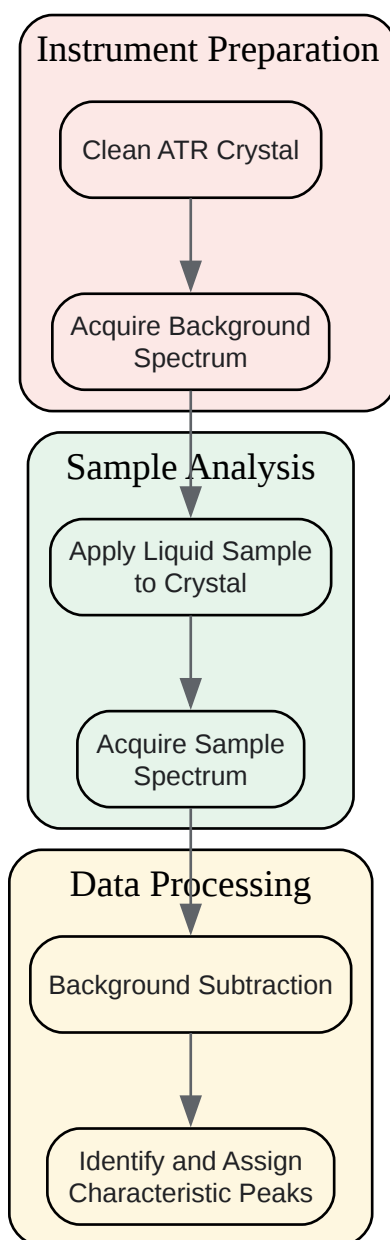 Instrument Preparation
Clean ATR Crystal
Acquire Background
Spectrum
Sample Analysis
Apply Liquid Sample
to Crystal
Acquire Sample
Spectrum
Data Processing
Background Subtraction
Identify and Assign
Characteristic Peaks